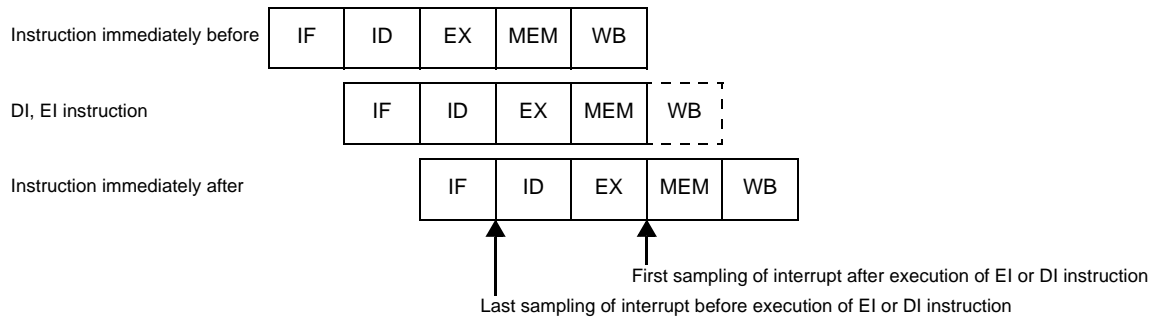 Instruction immediately before IF ID EX MEM WB
DI, EI instruction IF ID EX MEM WB
Instruction immediately after IF ID EX MEM WB
First sampling of interrupt after execution of EI or DI instruction
Last sampling of interrupt before execution of EI or DI instruction